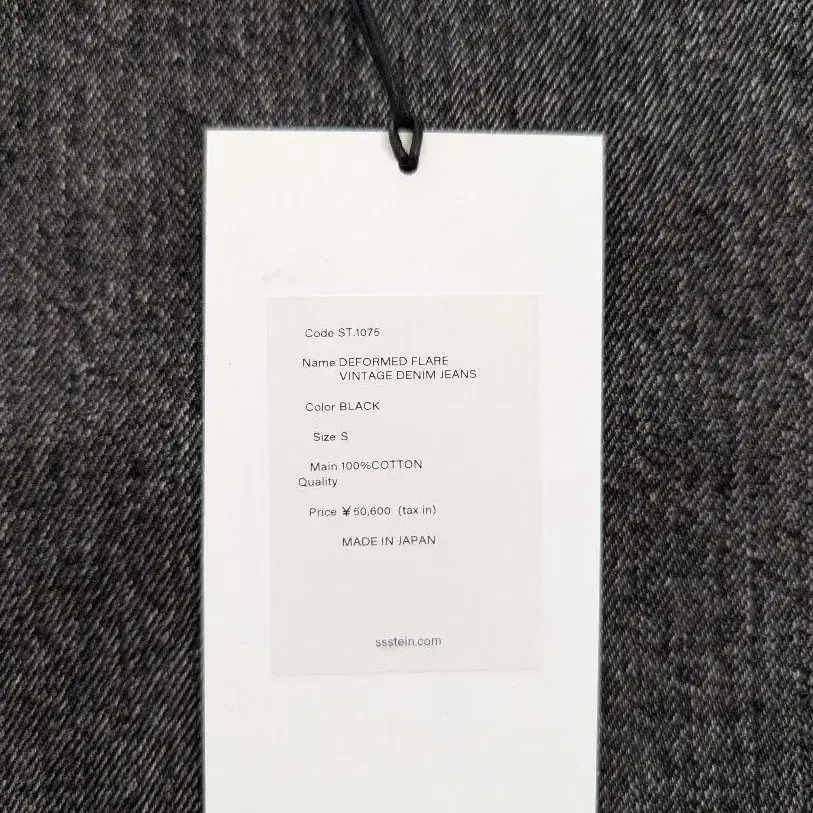 Code ST.1075
Name DEFORMED FLARE
VINTAGE DENIM JEANS
Color BLACK
Size S
Main 100%COTTON
Quality
Price ¥50,600 (tax in)
MADE IN JAPAN
ssstein.com